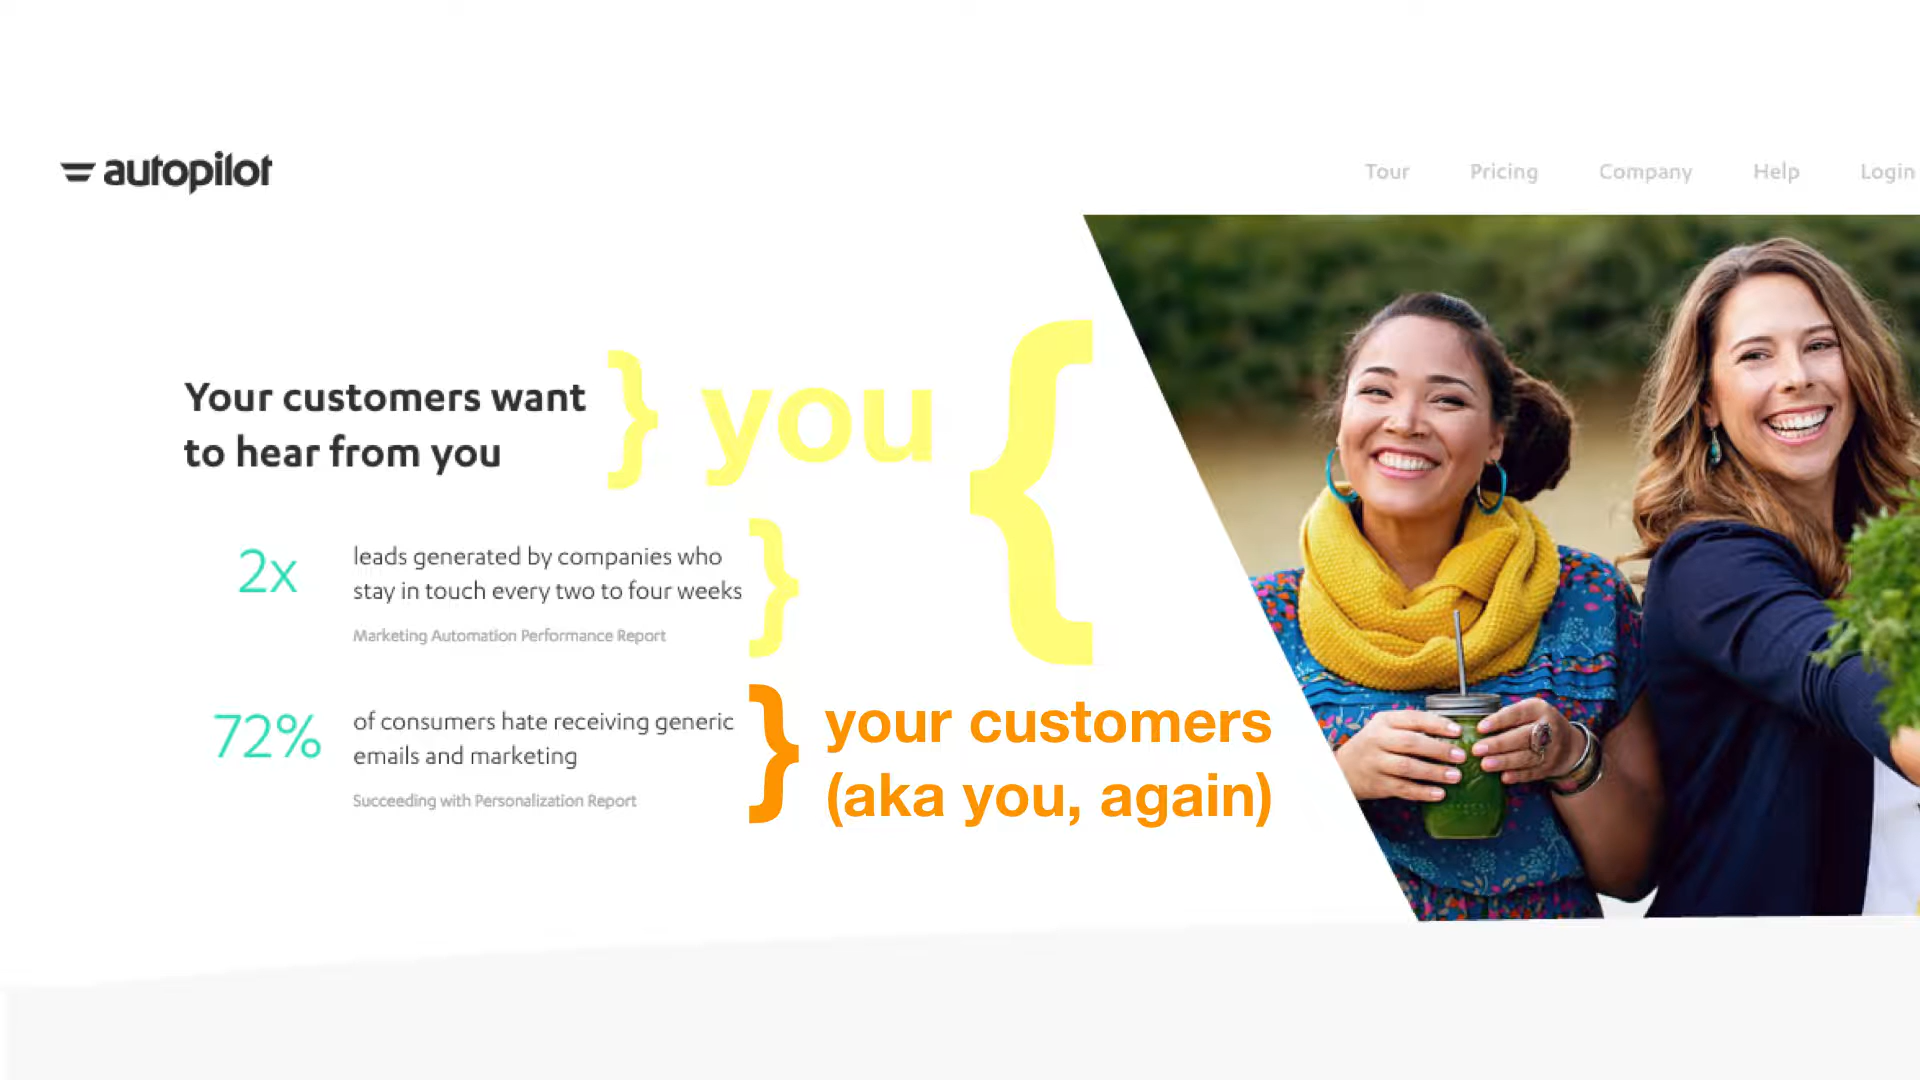 autopilot
Tour Pricing Company Help Login
Your customers want
to hear from you
} you {
2x
leads generated by companies who
stay in touch every two to four weeks
}
Marketing Automation Performance Report
72%
of consumers hate receiving generic
emails and marketing
Succeeding with Personalization Report
} your customers
(aka you, again)